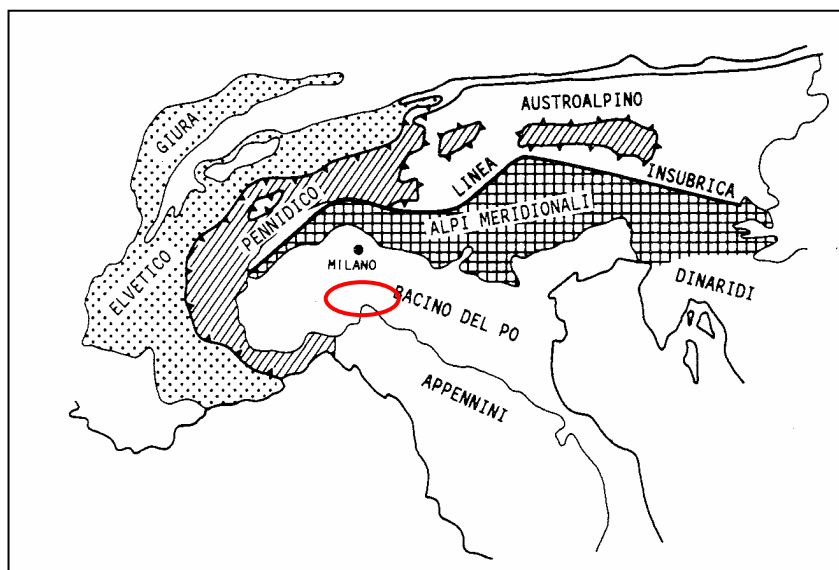 AUSTROALPINO
GIURA
LINEA
INSUBRICA
PENNIDICO
ALPI MERIDIONALI
ELVETICO
MILANO
BACINO DEL PO
DINARIDI
APPENNINI